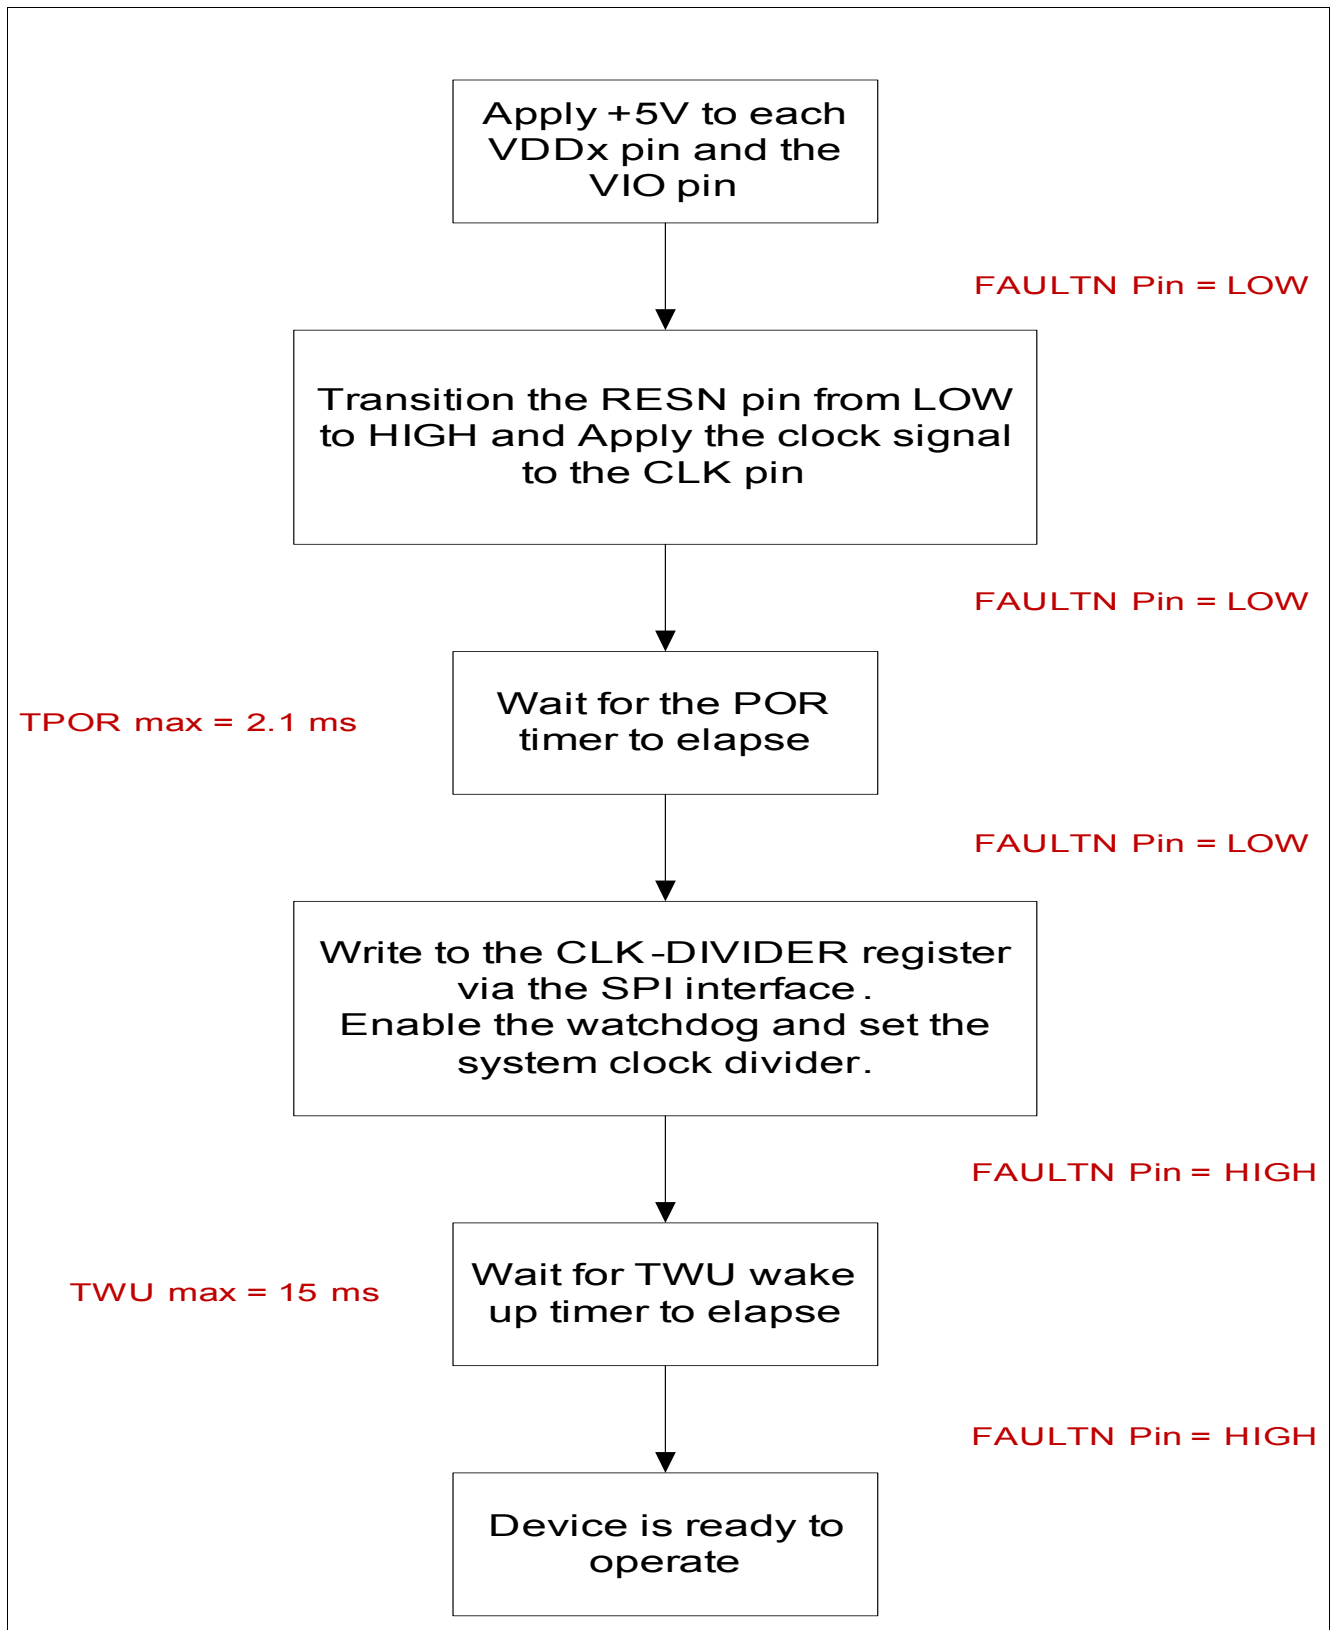 Apply +5V to each
VDDx pin and the
VIO pin
FAULTN Pin = LOW
Transition the RESN pin from LOW
to HIGH and Apply the clock signal
to the CLK pin
FAULTN Pin = LOW
Wait for the POR
timer to elapse
TPOR max = 2.1 ms
FAULTN Pin = LOW
Write to the CLK-DIVIDER register
via the SPI interface.
Enable the watchdog and set the
system clock divider.
FAULTN Pin = HIGH
Wait for TWU wake
up timer to elapse
TWU max = 15 ms
FAULTN Pin = HIGH
Device is ready to
operate